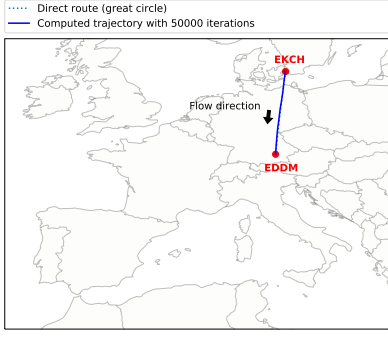 Direct route (great circle)
Computed trajectory with 50000 iterations
EKCH
Flow direction
EDDM